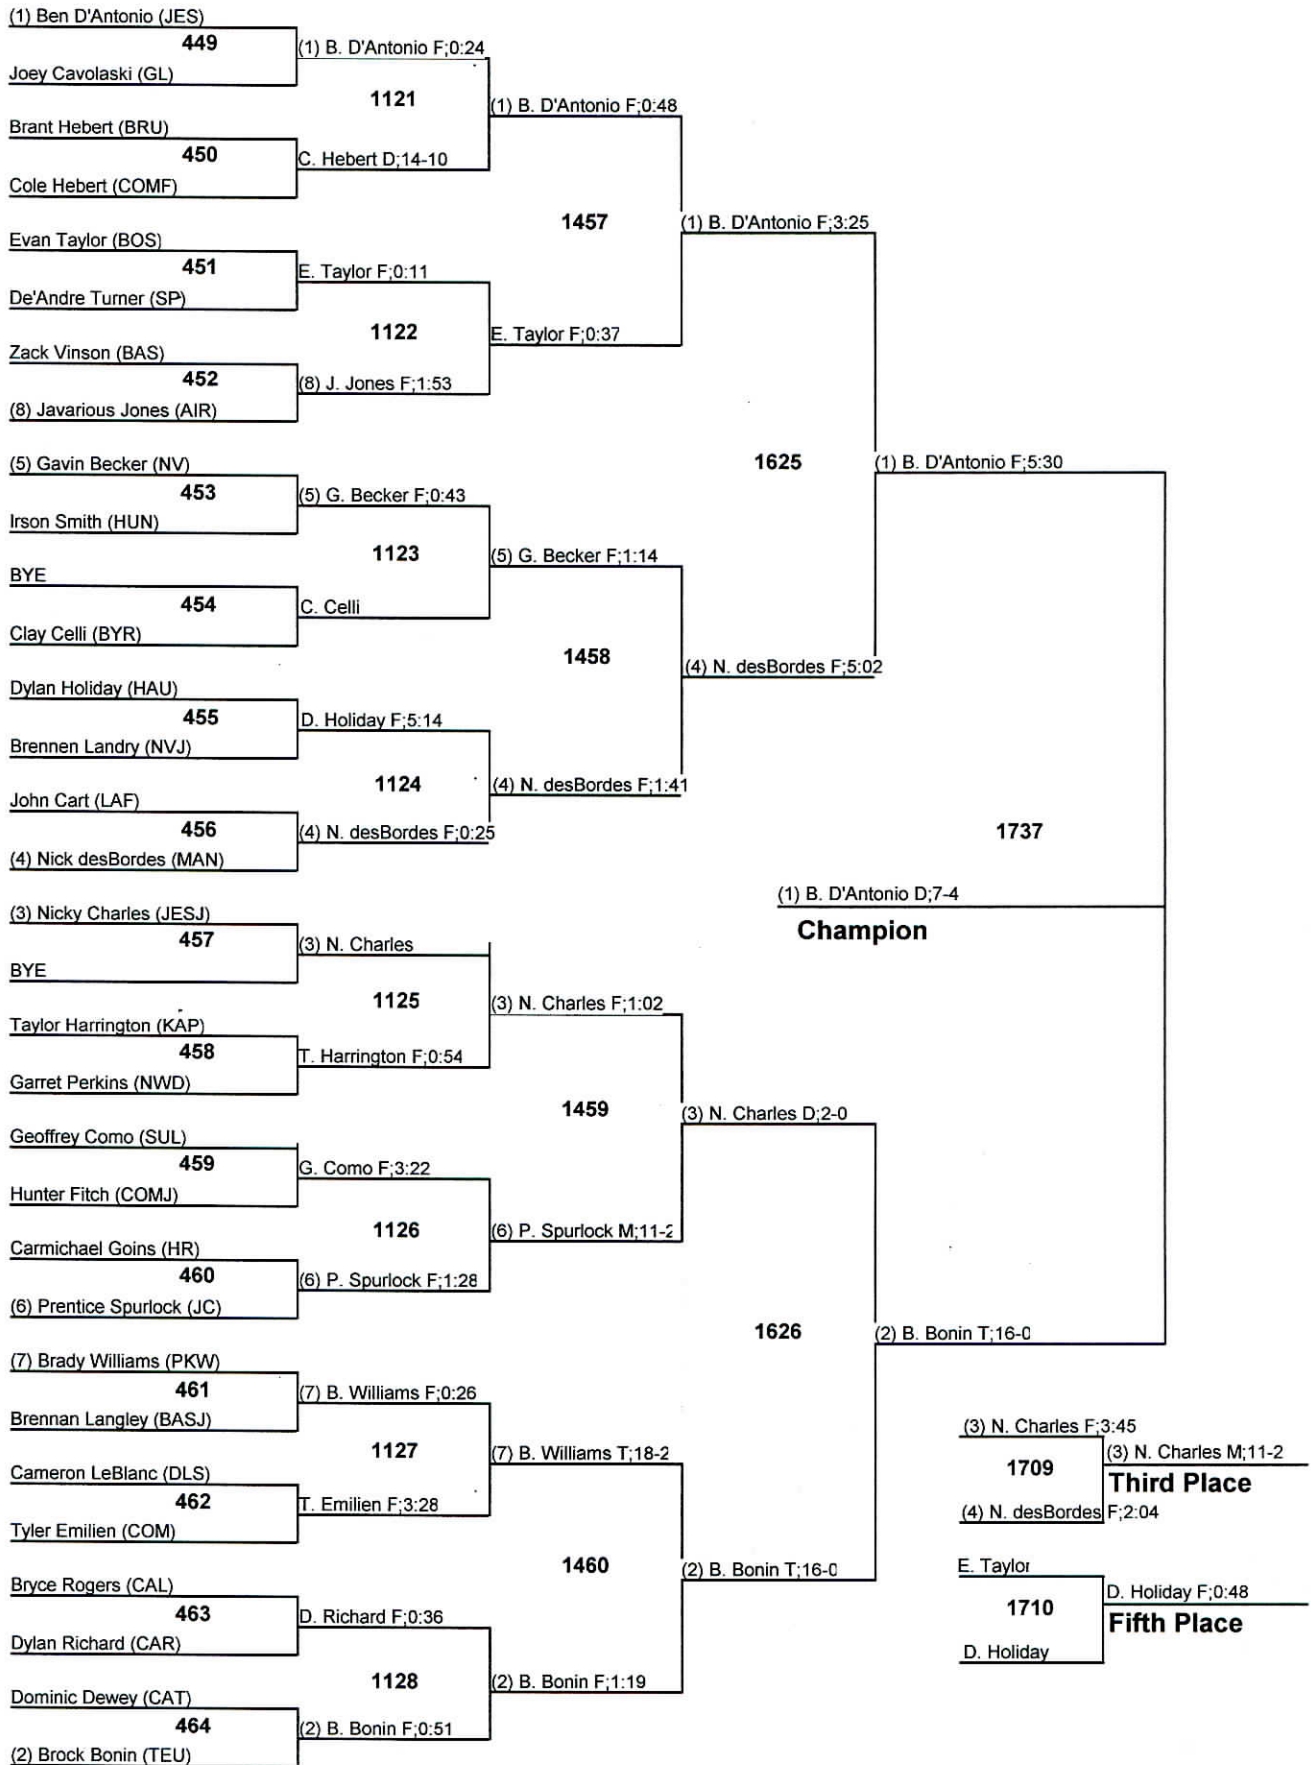 (1) Ben D'Antonio (JES)
449
(1) B. D'Antonio F;0:24
Joey Cavolaski (GL)
1121
(1) B. D'Antonio F;0:48
Brant Hebert (BRU)
450
C. Hebert D;14-10
Cole Hebert (COMF)
1457
(1) B. D'Antonio F;3:25
Evan Taylor (BOS)
451
E. Taylor F;0:11
De'Andre Turner (SP)
1122
E. Taylor F;0:37
Zack Vinson (BAS)
452
(8) J. Jones F;1:53
(8) Javarious Jones (AIR)
1625
(1) B. D'Antonio F;5:30
(5) Gavin Becker (NV)
453
(5) G. Becker F;0:43
Irson Smith (HUN)
1123
(5) G. Becker F;1:14
BYE
454
C. Celli
Clay Celli (BYR)
1458
(4) N. desBordes F;5:02
Dylan Holiday (HAU)
455
D. Holiday F;5:14
Brennen Landry (NVJ)
1124
(4) N. desBordes F;1:41
John Cart (LAF)
456
(4) N. desBordes F;0:25
(4) Nick desBordes (MAN)
1737
(1) B. D'Antonio D;7-4
Champion
(3) Nicky Charles (JESJ)
457
(3) N. Charles
BYE
1125
(3) N. Charles F;1:02
Taylor Harrington (KAP)
458
T. Harrington F;0:54
Garret Perkins (NWD)
1459
(3) N. Charles D;2-0
Geoffrey Como (SUL)
459
G. Como F;3:22
Hunter Fitch (COMJ)
1126
(6) P. Spurlock M;11-2
Carmichael Goins (HR)
460
(6) P. Spurlock F;1:28
(6) Prentice Spurlock (JC)
1626
(2) B. Bonin T;16-0
(7) Brady Williams (PKW)
461
(7) B. Williams F;0:26
Brennan Langley (BASJ)
1127
(7) B. Williams T;18-2
Cameron LeBlanc (DLS)
462
T. Emilien F;3:28
Tyler Emilien (COM)
1460
(2) B. Bonin T;16-0
Bryce Rogers (CAL)
463
D. Richard F;0:36
Dylan Richard (CAR)
1128
(2) B. Bonin F;1:19
Dominic Dewey (CAT)
464
(2) B. Bonin F;0:51
(2) Brock Bonin (TEU)
(3) N. Charles F;3:45
1709
(3) N. Charles M;11-2
Third Place
(4) N. desBordes F;2:04
E. Taylor
1710
D. Holiday F;0:48
Fifth Place
D. Holiday